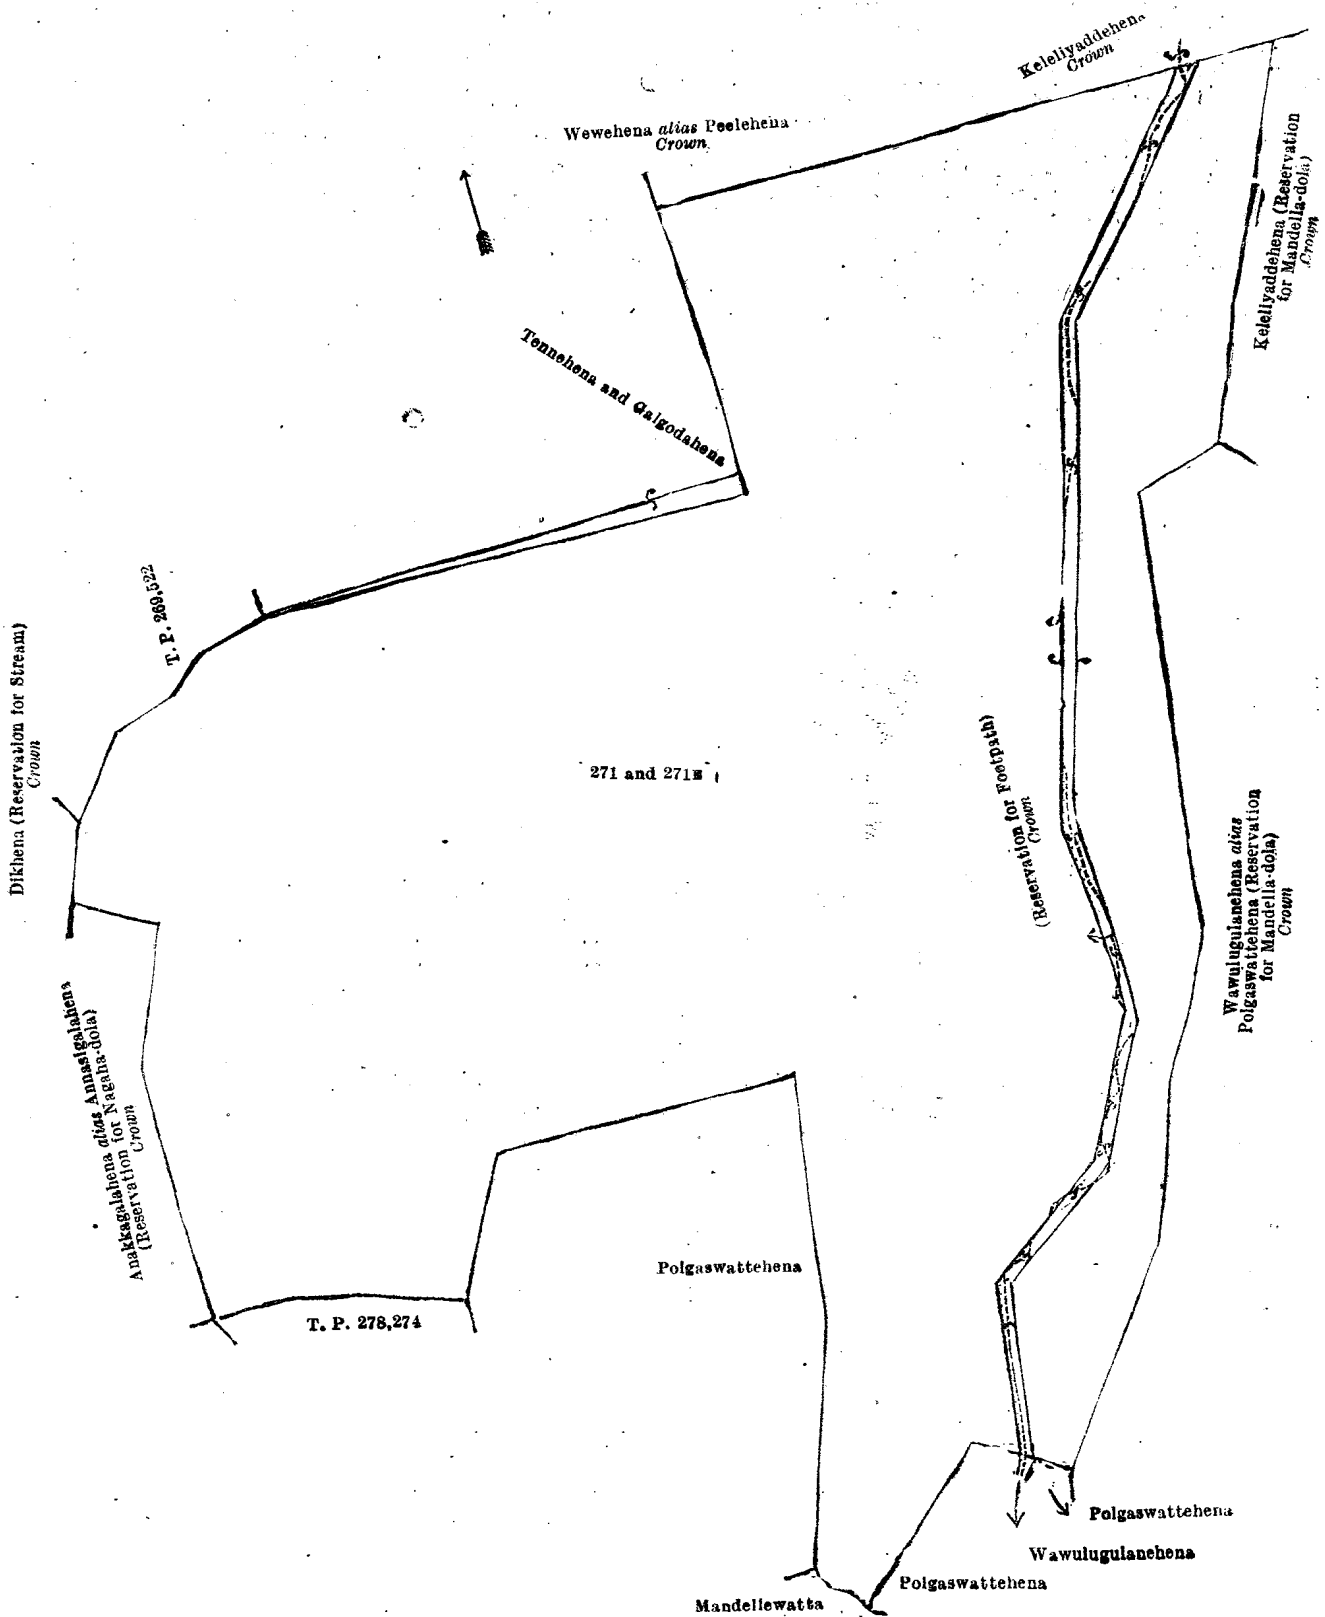 Keleliyaddehena
Crown
Wewehena alias Peelehena
Crown
Keleliyaddehena (Reservation
for Mandella-dola)
Crown
Tennehena and Galgodahena
T. P. 269,522
Dikhena (Reservation for Stream)
Crown
271 and 271E
(Reservation for Footpath)
Crown
Wawulugulanehena alias
Polgaswattehena (Reservation
for Mandella-dola)
Crown
Anakkagalahena alias Annasigalahena
(Reservation for Nagaha-dola)
Crown
Polgaswattehena
T. P. 278,274
Polgaswattehena
Wawulugulanehena
Polgaswattehena
Mandellewatta